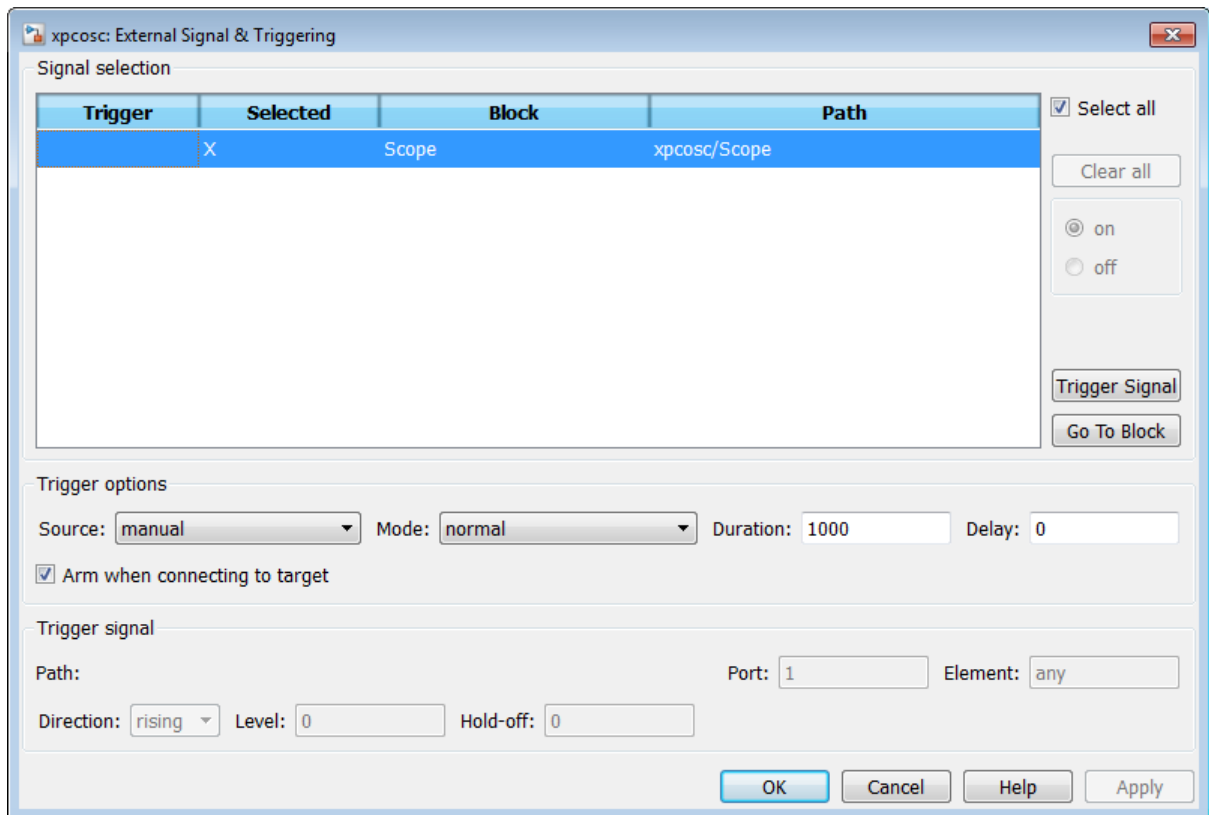 xpcosc: External Signal & Triggering
Signal selection
Trigger Selected Block Path
X Scope xpcosc/Scope
Select all
Clear all
on
off
Trigger Signal
Go To Block
Trigger options
Source: manual Mode: normal Duration: 1000 Delay: 0
Arm when connecting to target
Trigger signal
Path: Port: 1 Element: any
Direction: rising Level: 0 Hold-off: 0
OK Cancel Help Apply